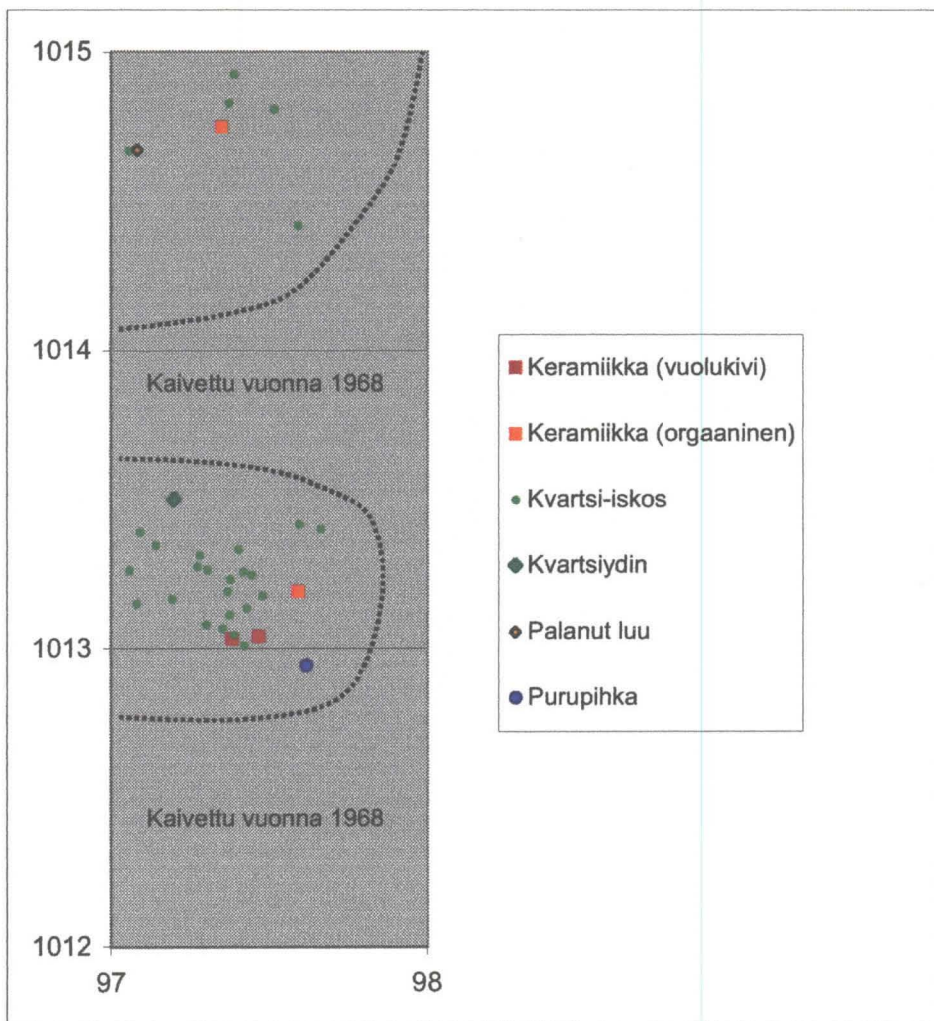 1015
1014
Kaivettu vuonna 1968
1013
Kaivettu vuonna 1968
1012
97
98
Keramiikka (vuolukivi)
Keramiikka (orgaaninen)
Kvartsi-iskos
Kvartsiydin
Palanut luu
Purupihka